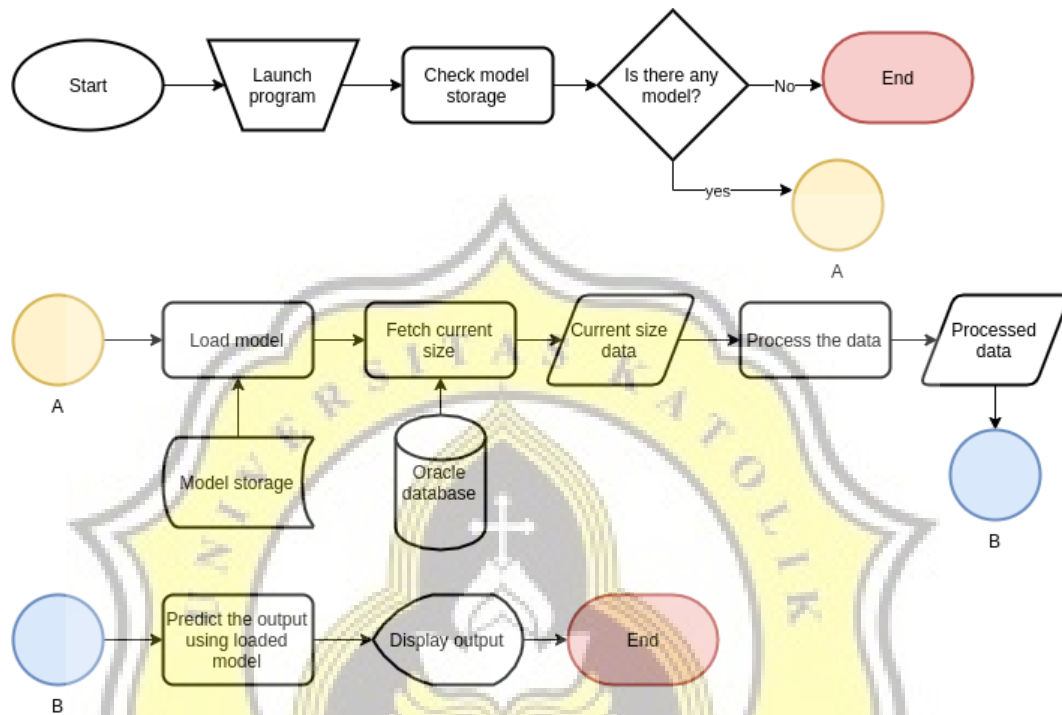 Start
Launch
program
Check model
storage
Is there any
model?
No
End
yes
A
A
Load model
Fetch current
size
Current size
data
Process the data
Processed
data
Model storage
Oracle
database
B
B
Predict the output
using loaded
model
Display output
End
UNIVERSITAS KATOLIK